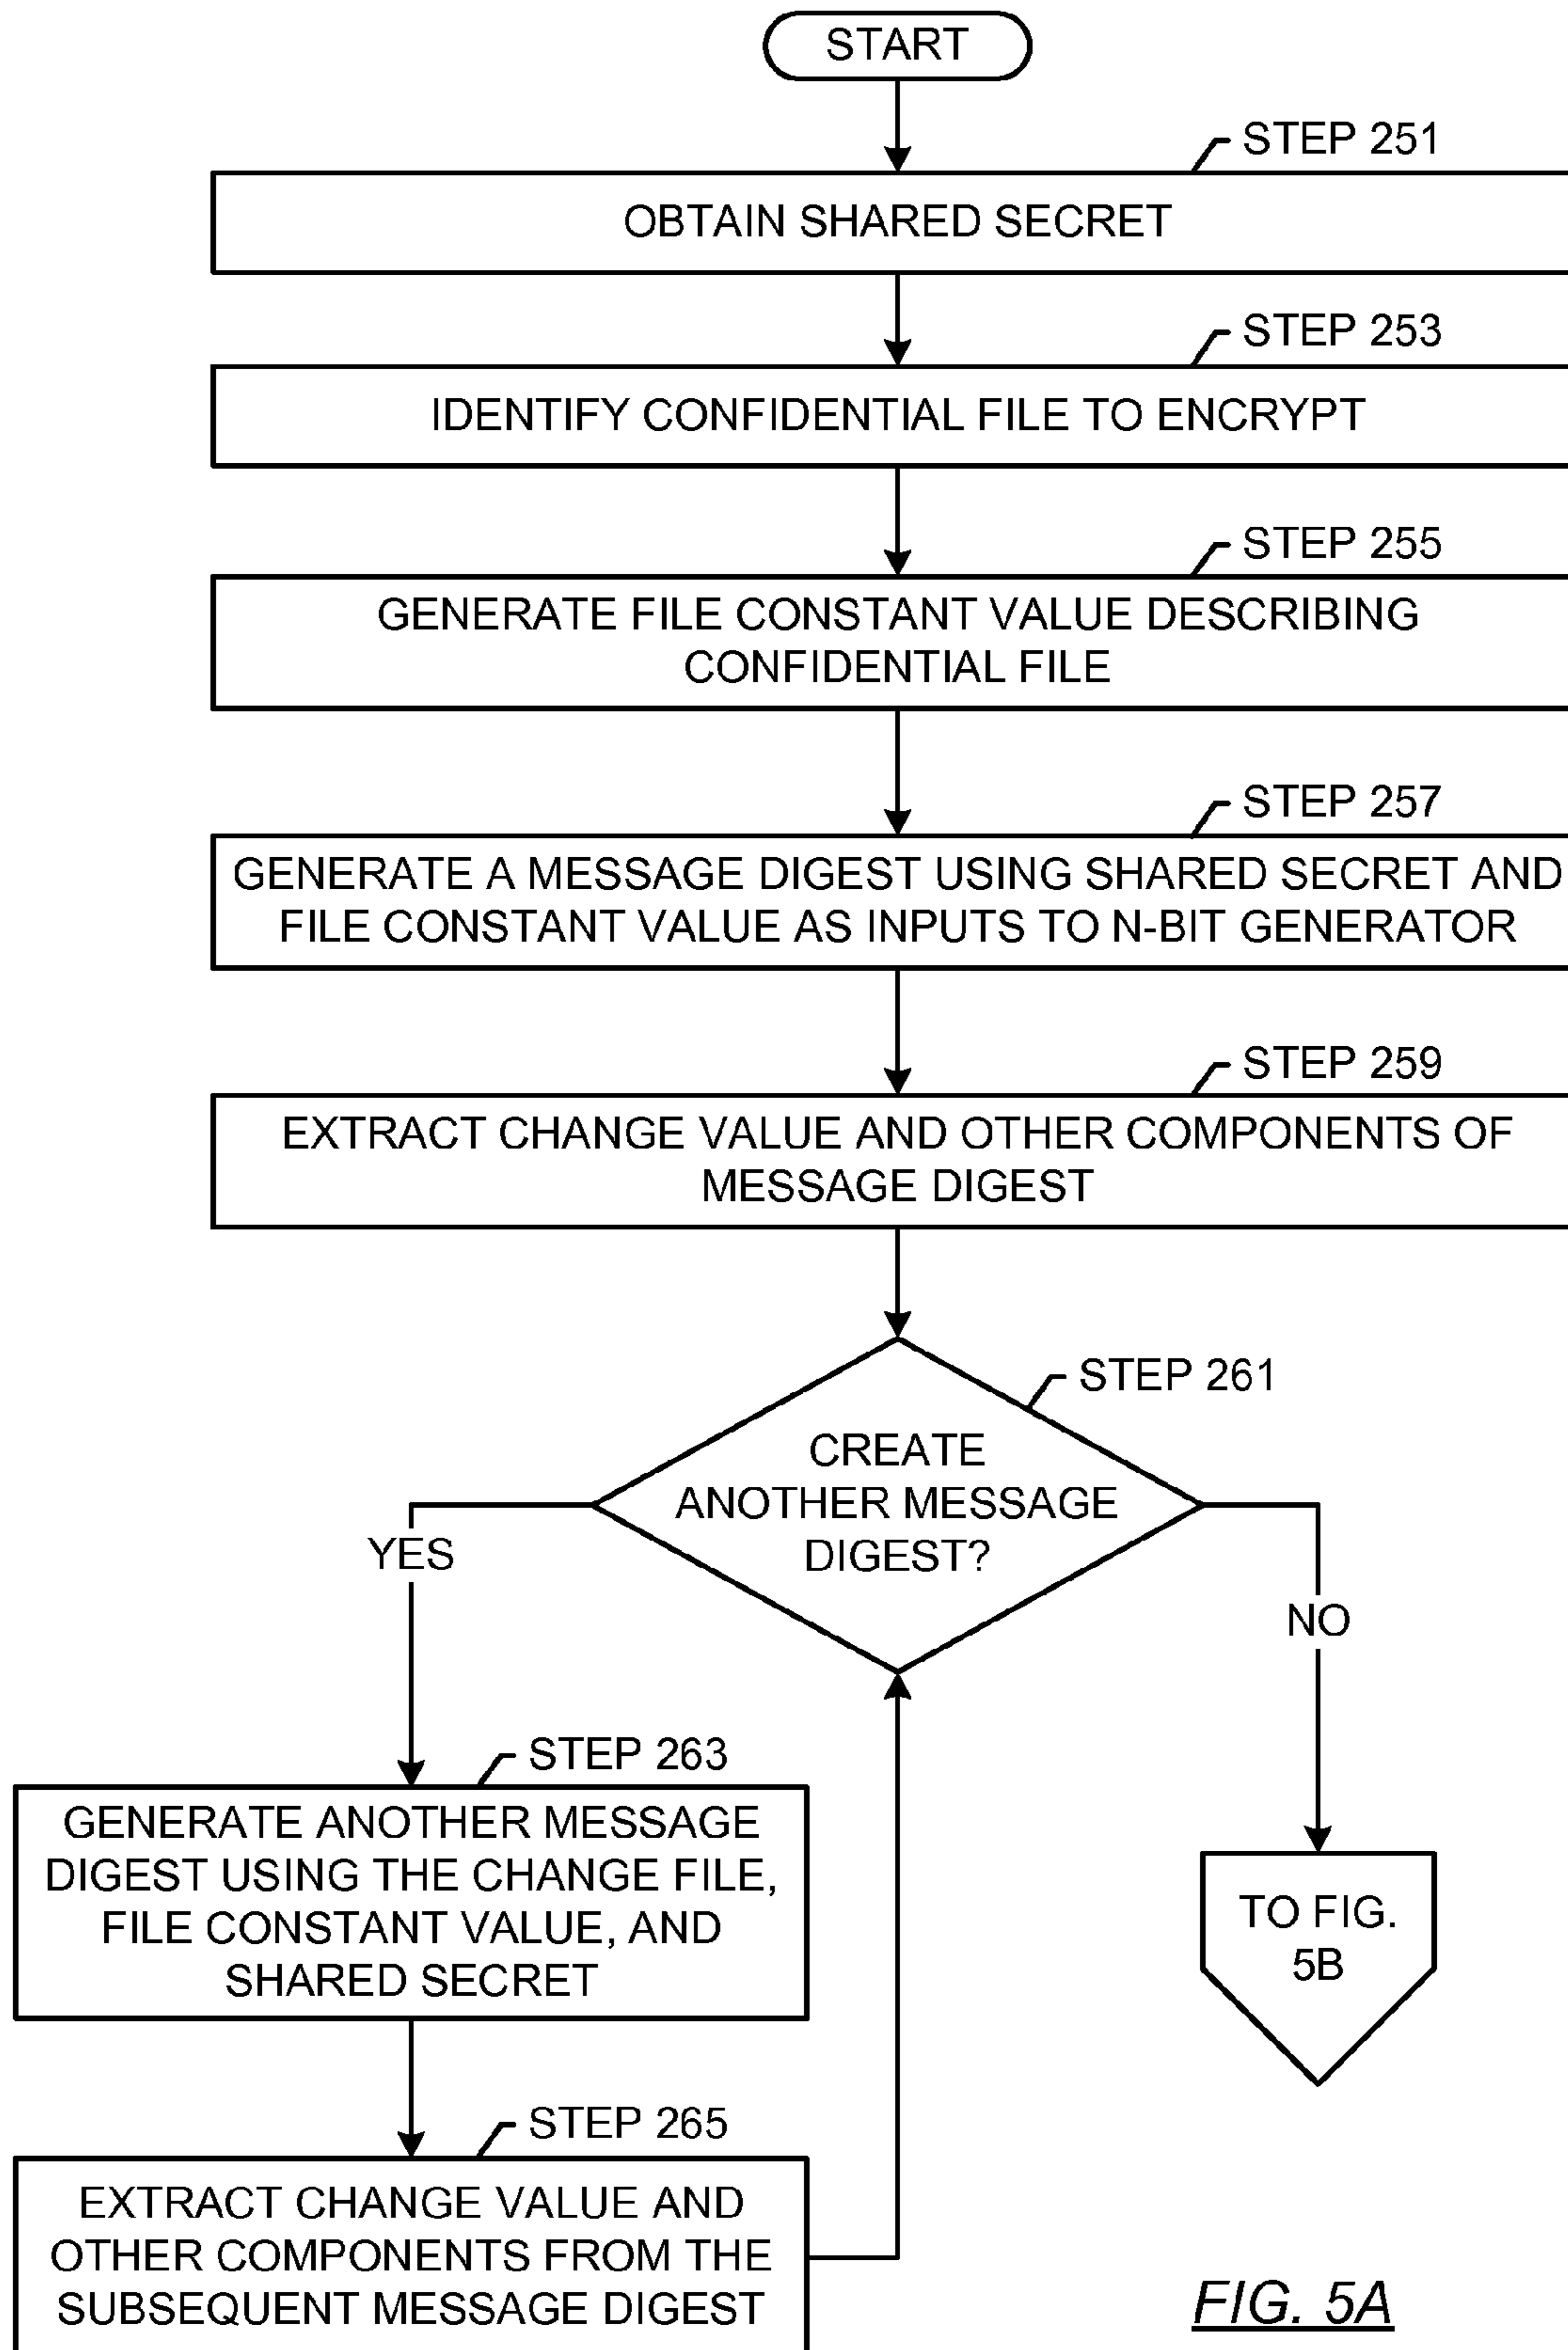 START
STEP 251
OBTAIN SHARED SECRET
STEP 253
IDENTIFY CONFIDENTIAL FILE TO ENCRYPT
STEP 255
GENERATE FILE CONSTANT VALUE DESCRIBING
CONFIDENTIAL FILE
STEP 257
GENERATE A MESSAGE DIGEST USING SHARED SECRET AND
FILE CONSTANT VALUE AS INPUTS TO N-BIT GENERATOR
STEP 259
EXTRACT CHANGE VALUE AND OTHER COMPONENTS OF
MESSAGE DIGEST
STEP 261
CREATE
ANOTHER MESSAGE
DIGEST?
YES
NO
STEP 263
GENERATE ANOTHER MESSAGE
DIGEST USING THE CHANGE FILE,
FILE CONSTANT VALUE, AND
SHARED SECRET
TO FIG.
5B
STEP 265
EXTRACT CHANGE VALUE AND
OTHER COMPONENTS FROM THE
SUBSEQUENT MESSAGE DIGEST
FIG. 5A